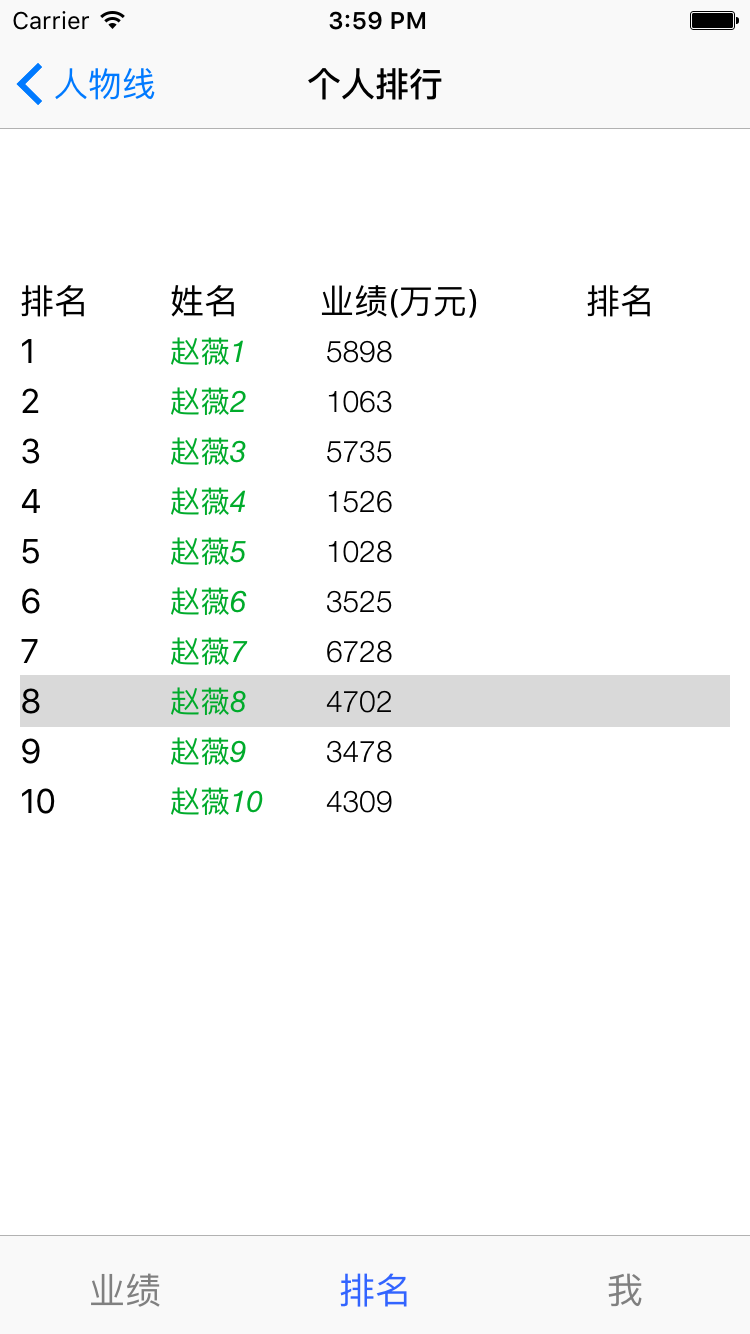 Carrier 3:59 PM
人物线 个人排行
排名 姓名 业绩(万元) 排名
1 赵薇1 5898
2 赵薇2 1063
3 赵薇3 5735
4 赵薇4 1526
5 赵薇5 1028
6 赵薇6 3525
7 赵薇7 6728
8 赵薇8 4702
9 赵薇9 3478
10 赵薇10 4309
业绩 排名 我